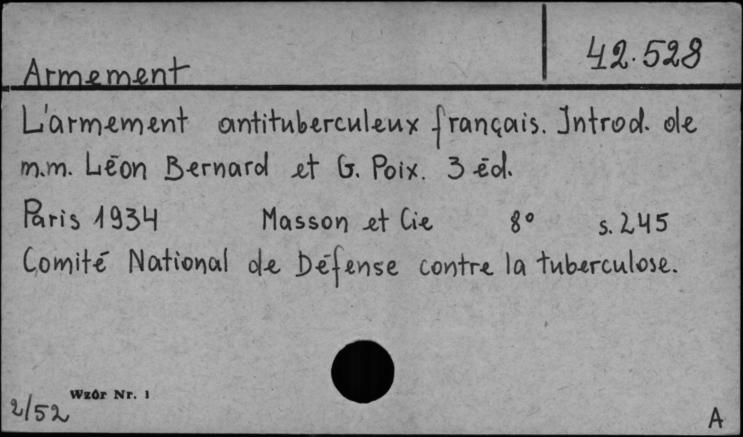 42.528
Armement
L'armement antituberculeux français. Introd. de
m.m. Léon Bernard et G. Poix. 3 éd.
Paris 1934 Masson et Cie 8° s. 245
Comité National de Défense contre la tuberculose.
Wzór Nr. 1
2/52
A